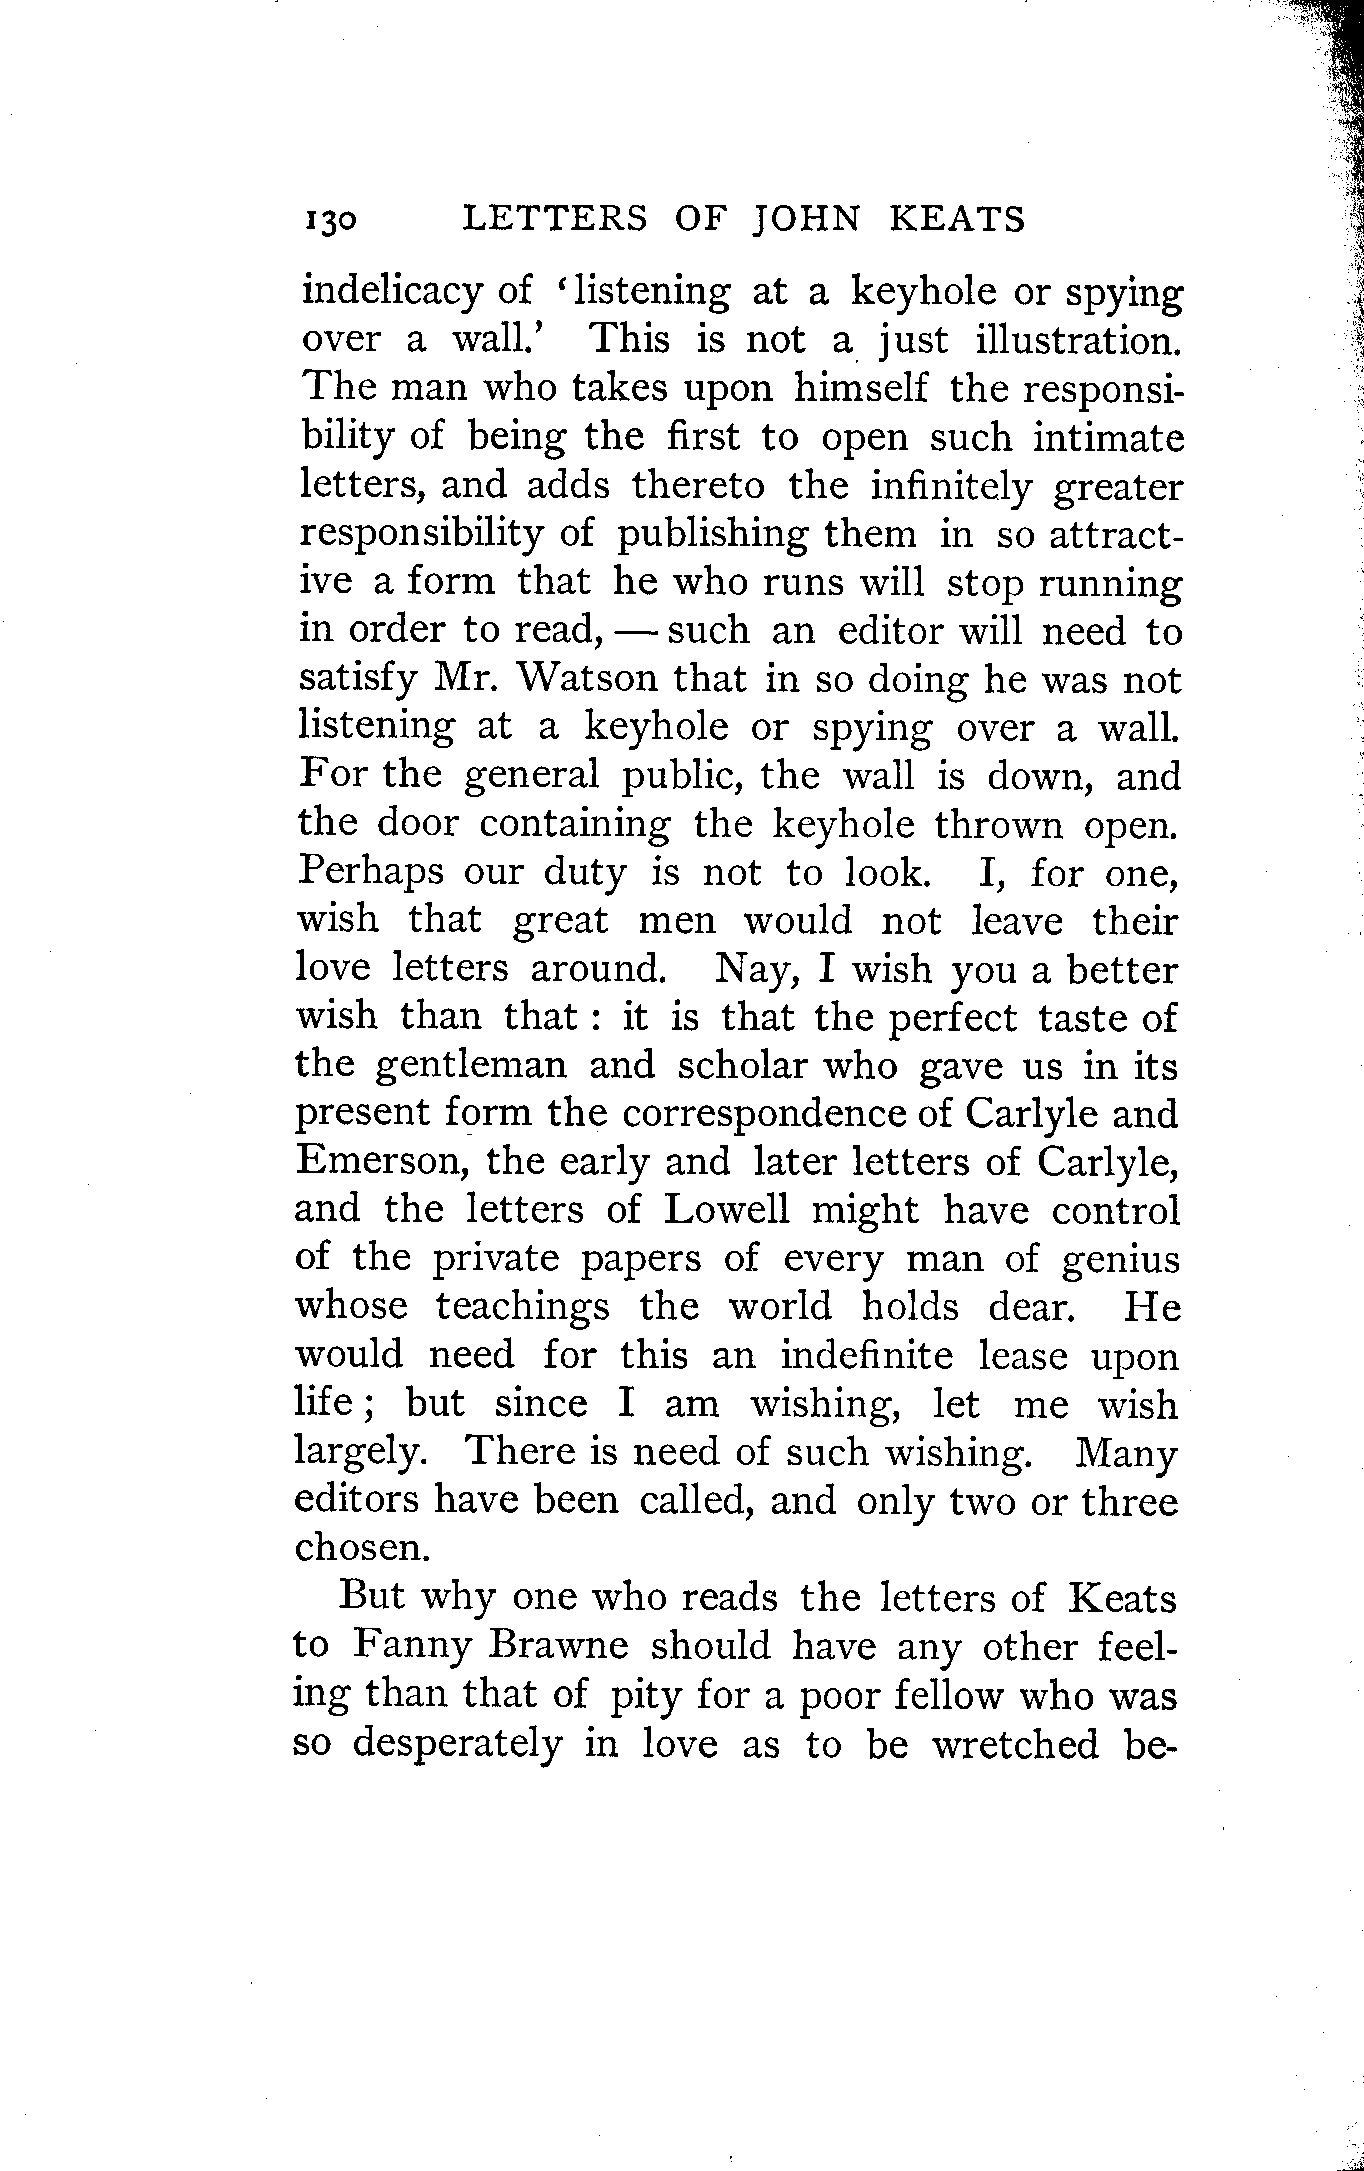 130 LETTERS OF JOHN KEATS
indelicacy of ‘listening at a keyhole or spying
over a wall.’ This is not a just illustration.
The man who takes upon himself the responsi-
bility of being the first to open such intimate
letters, and adds thereto the infinitely greater
responsibility of publishing them in so attract-
ive a form that he who runs will stop running
in order to read, — such an editor will need to
satisfy Mr. Watson that in so doing he was not
listening at a keyhole or spying over a wall.
For the general public, the wall is down, and
the door containing the keyhole thrown open.
Perhaps our duty is not to look. I, for one,
wish that great men would not leave their
love letters around. Nay, I wish you a better
wish than that : it is that the perfect taste of
the gentleman and scholar who gave us in its
present form the correspondence of Carlyle and
Emerson, the early and later letters of Carlyle,
and the letters of Lowell might have control
of the private papers of every man of genius
whose teachings the world holds dear. He
would need for this an indefinite lease upon
life ; but since I am wishing, let me wish
largely. There is need of such wishing. Many
editors have been called, and only two or three
chosen.
But why one who reads the letters of Keats
to Fanny Brawne should have any other feel-
ing than that of pity for a poor fellow who was
so desperately in love as to be wretched be-